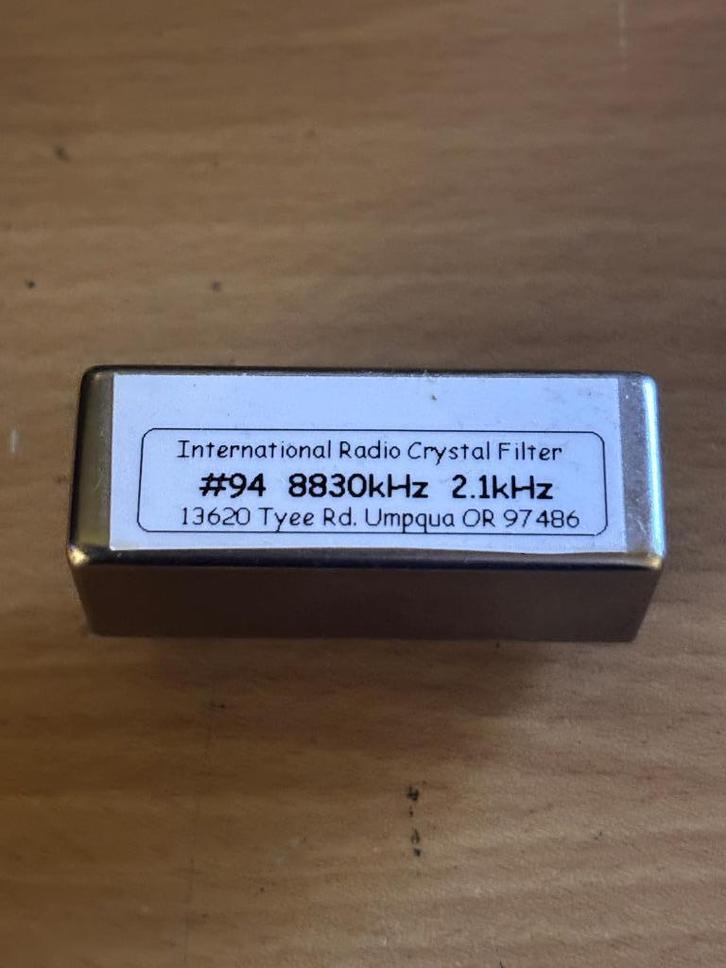 International Radio Crystal Filter
#94 8830kHz 2.1kHz
13620 Tyee Rd. Umpqua OR 97486